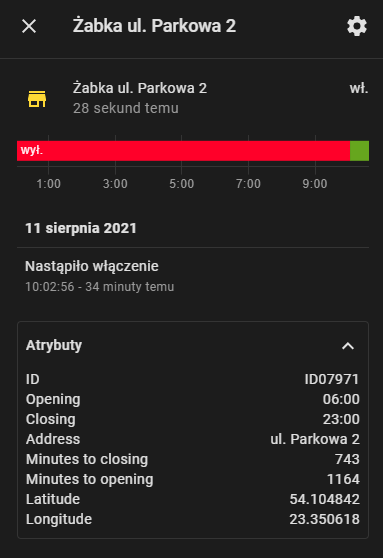 Żabka ul. Parkowa 2
Żabka ul. Parkowa 2 wł.
28 sekund temu
wył.
1:00 3:00 5:00 7:00 9:00
11 sierpnia 2021
Nastąpiło włączenie
10:02:56 - 34 minuty temu
Atrybuty
ID ID07971
Opening 06:00
Closing 23:00
Address ul. Parkowa 2
Minutes to closing 743
Minutes to opening 1164
Latitude 54.104842
Longitude 23.350618